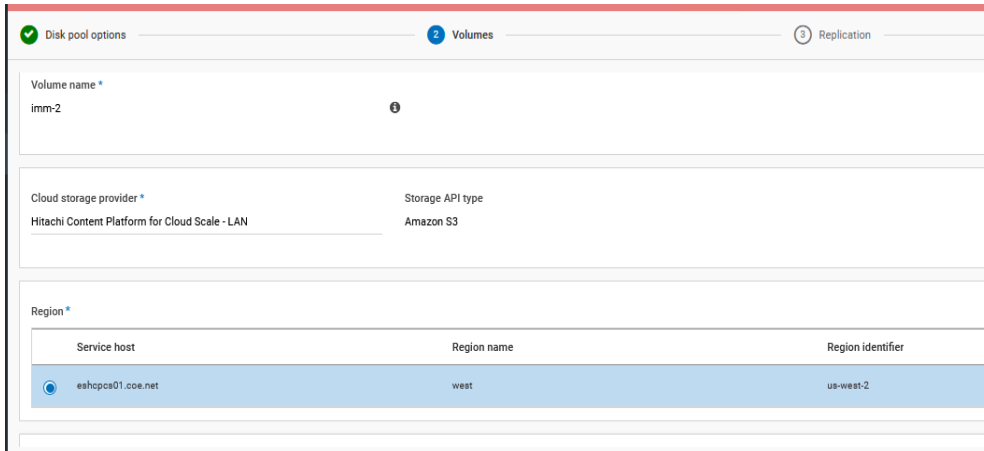 Disk pool options
2 Volumes
3 Replication
Volume name *
imm-2
Cloud storage provider * Storage API type
Hitachi Content Platform for Cloud Scale - LAN Amazon S3
Region *
Service host Region name Region identifier
eshcpcs01.coe.net west us-west-2